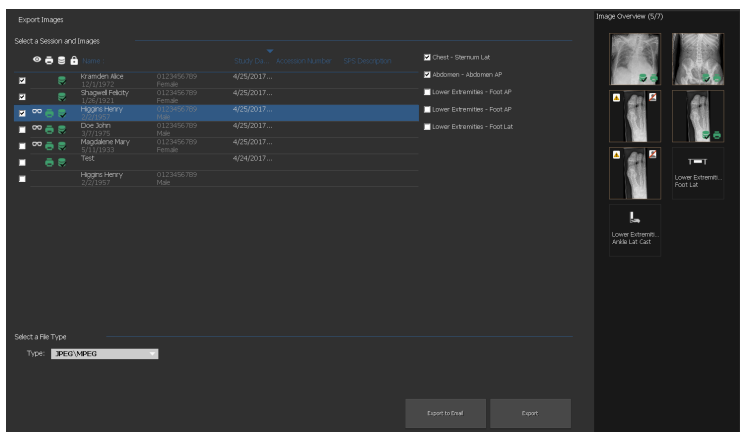 Export Images
Image Overview (5/7)
Select a Session and Images
Name
Study Da...
Accession Number
SPS Description
Kramden Alice 0123456789 4/25/2017...
12/1/1972 Female
Shagwell Felicity 0123456789 4/25/2017...
1/26/1921 Female
Higgins Henry 0123456789 4/25/2017...
2/2/1957 Male
Doe John 0123456789 4/25/2017...
3/7/1975 Male
Magdalene Mary 0123456789 4/25/2017...
5/11/1933 Female
Test 4/24/2017...
Higgins Henry 0123456789
2/2/1957 Male
Chest - Sternum Lat
Abdomen - Abdomen AP
Lower Extremities - Foot AP
Lower Extremities - Foot AP
Lower Extremities - Foot Lat
Lower Extremiti...
Foot Lat
Lower Extremiti...
Ankle Lat Cast
Select a File Type
Type: JPEG\MPEG
Export to Email
Export